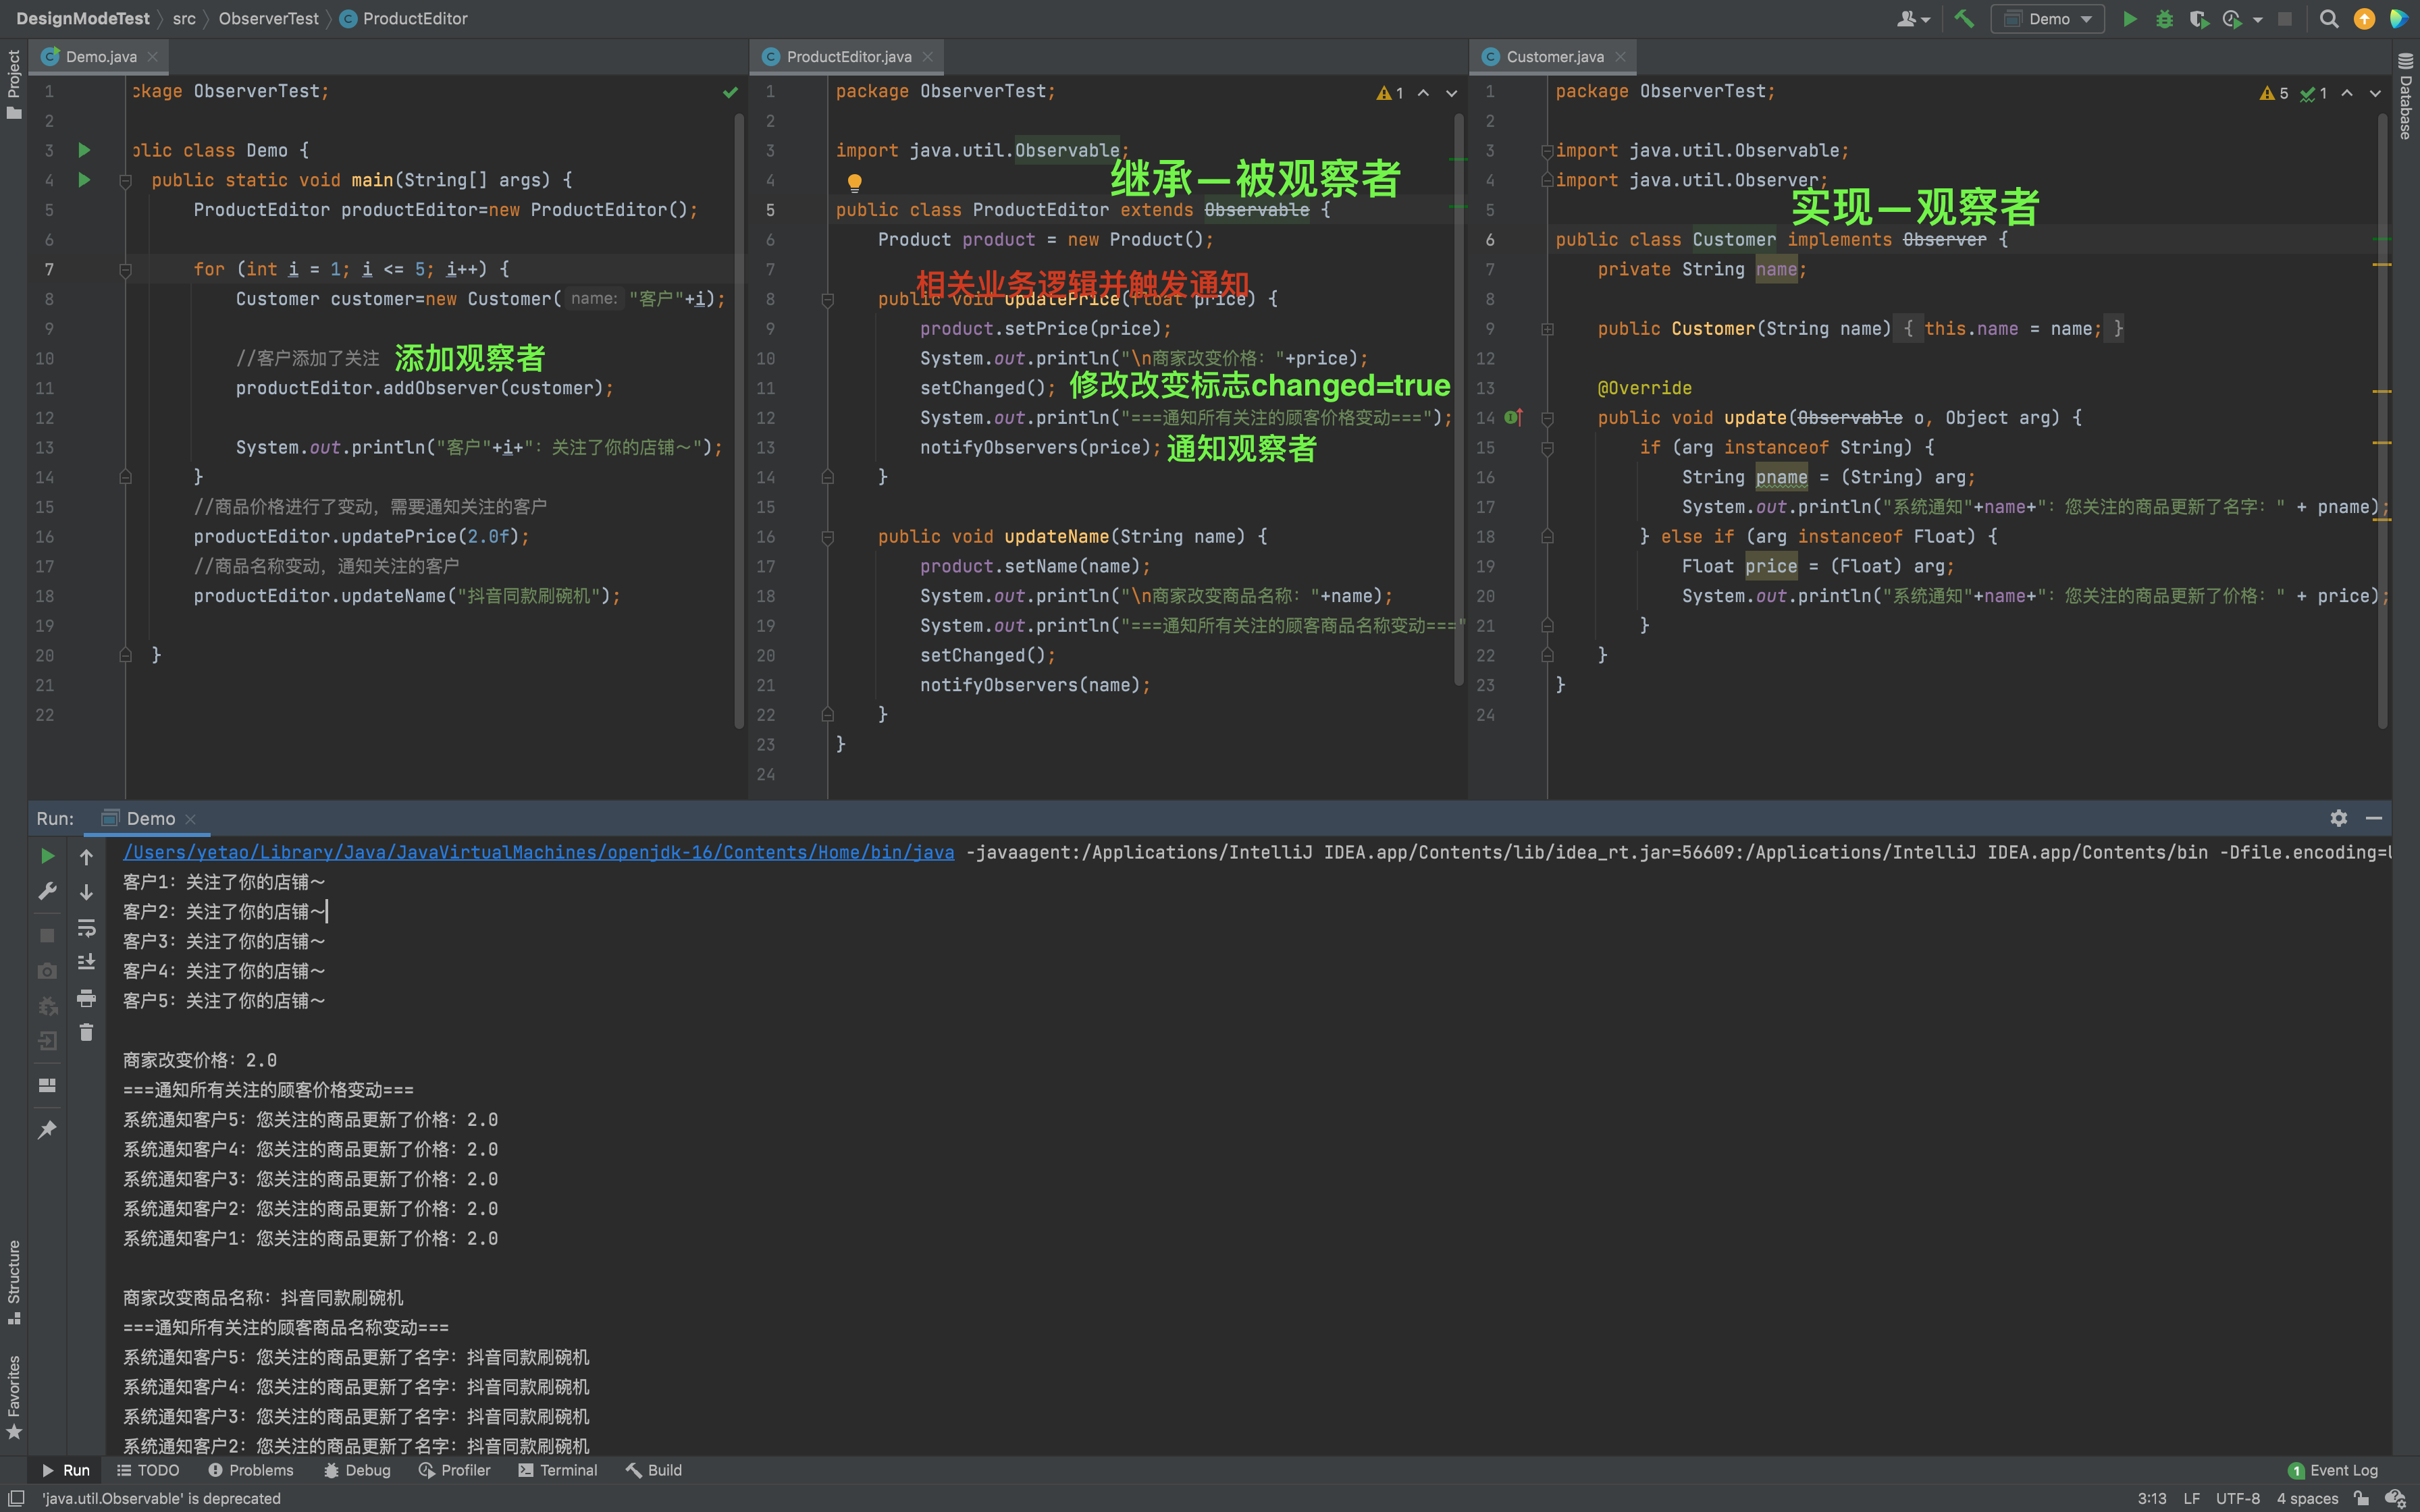 DesignModeTest src ObserverTest ProductEditor
Demo
Project
Database
Structure
Favorites
Demo.java
1 ckage ObserverTest;
2
3 blic class Demo {
4 public static void main(String[] args) {
5 ProductEditor productEditor=new ProductEditor();
6
7 for (int i = 1; i <= 5; i++) {
8 Customer customer=new Customer( name: "客户"+i);
9
10 //客户添加了关注 添加观察者
11 productEditor.addObserver(customer);
12
13 System.out.println("客户"+i+": 关注了你的店铺~");
14 }
15 //商品价格进行了变动，需要通知关注的客户
16 productEditor.updatePrice(2.0f);
17 //商品名称变动，通知关注的客户
18 productEditor.updateName("抖音同款刷碗机");
19
20 }
21
22
ProductEditor.java
1 package ObserverTest; 1
2
3 import java.util.Observable;
4 继承—被观察者
5 public class ProductEditor extends Observable {
6 Product product = new Product();
7 相关业务逻辑并触发通知
8 public void updatePrice(float price) {
9 product.setPrice(price);
10 System.out.println("\n商家改变价格: "+price);
11 setChanged(); 修改改变标志changed=true
12 System.out.println("===通知所有关注的顾客价格变动===");
13 notifyObservers(price); 通知观察者
14 }
15
16 public void updateName(String name) {
17 product.setName(name);
18 System.out.println("\n商家改变商品名称: "+name);
19 System.out.println("===通知所有关注的顾客商品名称变动==="
20 setChanged();
21 notifyObservers(name);
22 }
23 }
24
Customer.java
1 package ObserverTest; 5 1
2
3 import java.util.Observable;
4 import java.util.Observer;
5 实现—观察者
6 public class Customer implements Observer {
7 private String name;
8
9 public Customer(String name) { this.name = name; }
12
13 @Override
14 public void update(Observable o, Object arg) {
15 if (arg instanceof String) {
16 String pname = (String) arg;
17 System.out.println("系统通知"+name+": 您关注的商品更新了名字: " + pname);
18 } else if (arg instanceof Float) {
19 Float price = (Float) arg;
20 System.out.println("系统通知"+name+": 您关注的商品更新了价格: " + price);
21 }
22 }
23 }
24
Run: Demo
/Users/yetao/Library/Java/JavaVirtualMachines/openjdk-16/Contents/Home/bin/java -javaagent:/Applications/IntelliJ IDEA.app/Contents/lib/idea_rt.jar=56609:/Applications/IntelliJ IDEA.app/Contents/bin -Dfile.encoding=
客户1: 关注了你的店铺~
客户2: 关注了你的店铺~
客户3: 关注了你的店铺~
客户4: 关注了你的店铺~
客户5: 关注了你的店铺~
商家改变价格: 2.0
===通知所有关注的顾客价格变动===
系统通知客户5: 您关注的商品更新了价格: 2.0
系统通知客户4: 您关注的商品更新了价格: 2.0
系统通知客户3: 您关注的商品更新了价格: 2.0
系统通知客户2: 您关注的商品更新了价格: 2.0
系统通知客户1: 您关注的商品更新了价格: 2.0
商家改变商品名称: 抖音同款刷碗机
===通知所有关注的顾客商品名称变动===
系统通知客户5: 您关注的商品更新了名字: 抖音同款刷碗机
系统通知客户4: 您关注的商品更新了名字: 抖音同款刷碗机
系统通知客户3: 您关注的商品更新了名字: 抖音同款刷碗机
系统通知客户2: 您关注的商品更新了名字: 抖音同款刷碗机
Run TODO Problems Debug Profiler Terminal Build 1 Event Log
'java.util.Observable' is deprecated 3:13 LF UTF-8 4 spaces